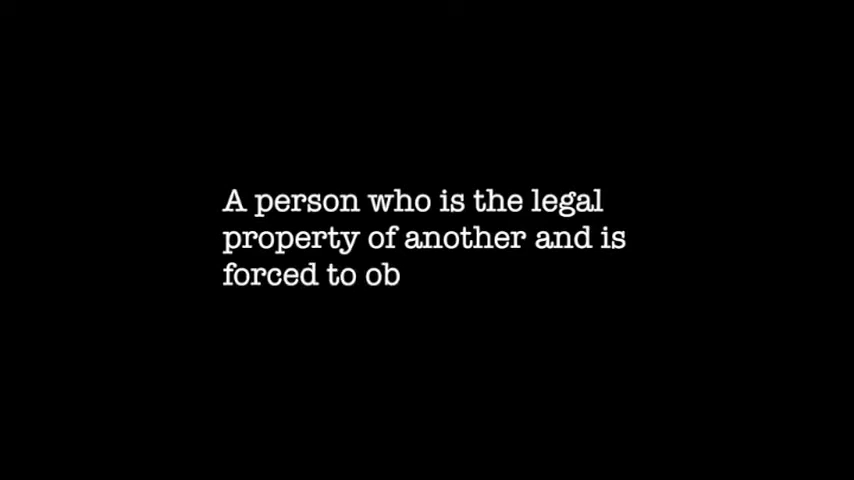 A person who is the legal
property of another and is
forced to ob